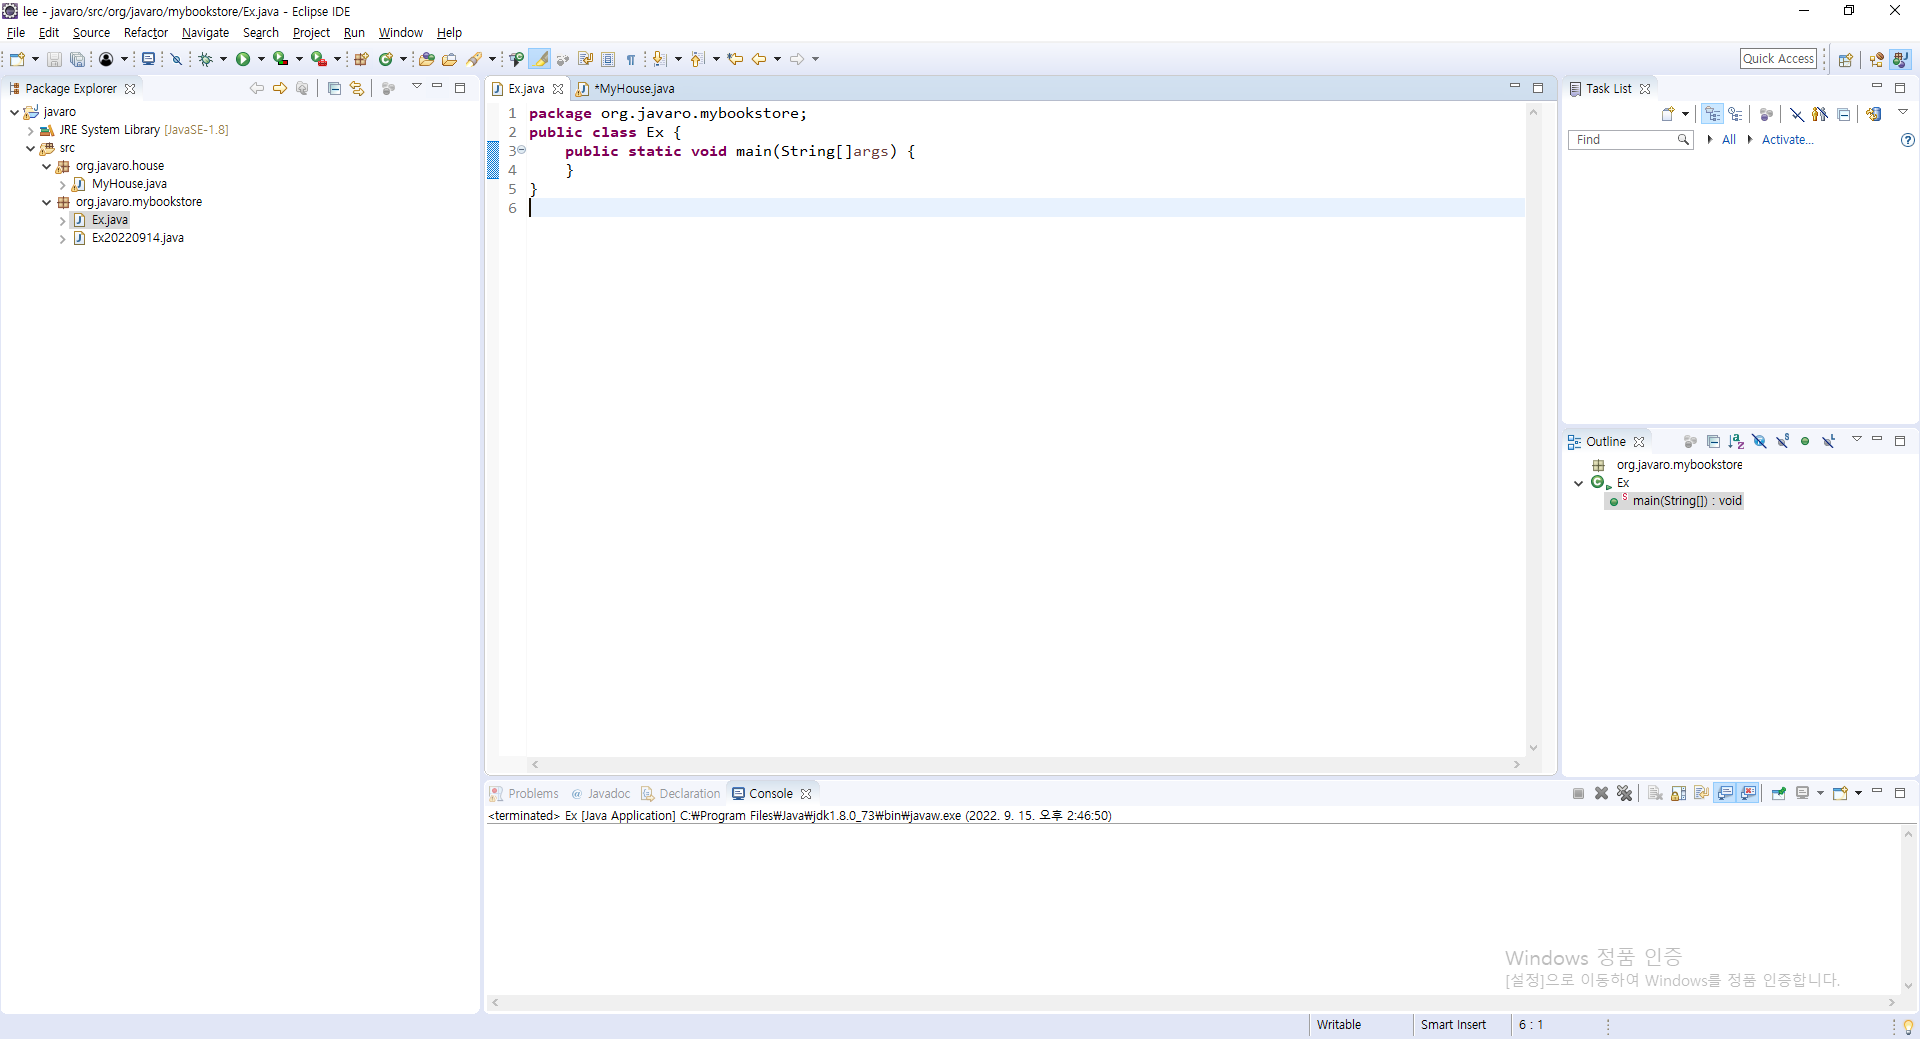 lee - javaro/src/org/javaro/mybookstore/Ex.java - Eclipse IDE
File Edit Source Refactor Navigate Search Project Run Window Help
Quick Access
Package Explorer
javaro
JRE System Library [JavaSE-1.8]
src
org.javaro.house
MyHouse.java
org.javaro.mybookstore
Ex.java
Ex20220914.java
Ex.java *MyHouse.java
1 package org.javaro.mybookstore;
2 public class Ex {
3 public static void main(String[]args) {
4 }
5 }
6
Task List
Find All Activate...
Outline
org.javaro.mybookstore
Ex
main(String[]) : void
Problems @ Javadoc Declaration Console
<terminated> Ex [Java Application] C:₩Program Files₩Java₩jdk1.8.0_73₩bin₩javaw.exe (2022. 9. 15. 오후 2:46:50)
Windows 정품 인증
[설정]으로 이동하여 Windows를 정품 인증합니다.
Writable Smart Insert 6 : 1